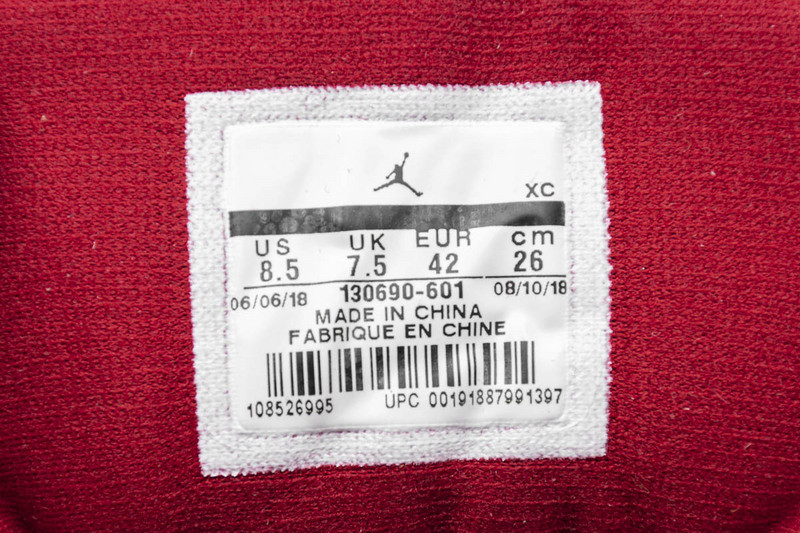 XC
US UK EUR cm
8.5 7.5 42 26
06/06/18 130690-601 08/10/18
MADE IN CHINA
FABRIQUE EN CHINE
108526995 UPC 00191887991397